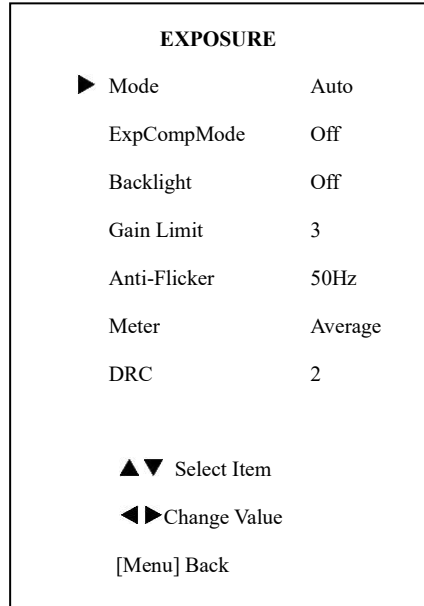 EXPOSURE
▶ Mode Auto
ExpCompMode Off
Backlight Off
Gain Limit 3
Anti-Flicker 50Hz
Meter Average
DRC 2
▲▼ Select Item
◀▶Change Value
[Menu] Back